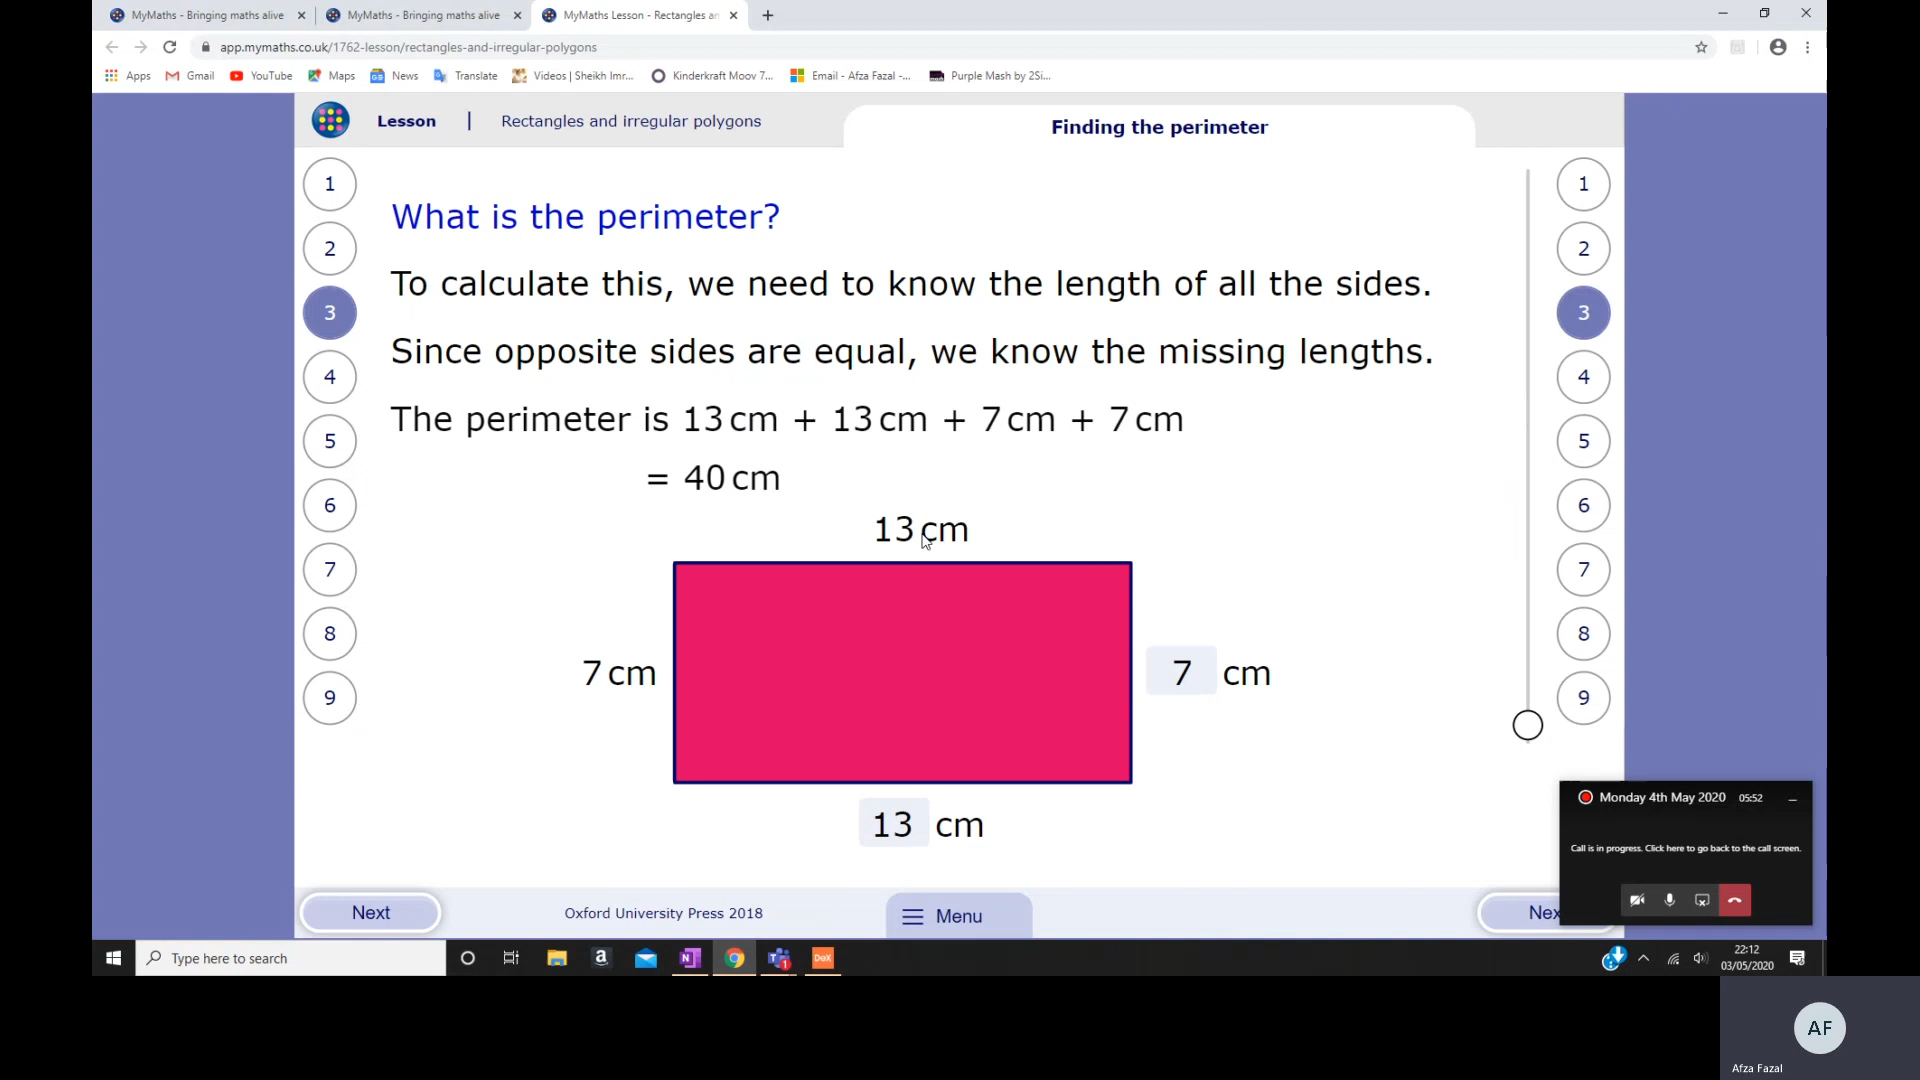 MyMaths - Bringing maths alive
MyMaths - Bringing maths alive
MyMaths Lesson - Rectangles an
app.mymaths.co.uk/1762-lesson/rectangles-and-irregular-polygons
Apps
Gmail
YouTube
Maps
News
Translate
Videos | Sheikh Imr...
Kinderkraft Moov 7...
Email - Afza Fazal -...
Purple Mash by 2Si...
Lesson | Rectangles and irregular polygons
Finding the perimeter
1
2
3
4
5
6
7
8
9
What is the perimeter?
To calculate this, we need to know the length of all the sides.
Since opposite sides are equal, we know the missing lengths.
The perimeter is 13 cm + 13 cm + 7 cm + 7 cm
= 40 cm
13 cm
7 cm
7 cm
13 cm
1
2
3
4
5
6
7
8
9
Monday 4th May 2020 05:52
Call is in progress. Click here to go back to the call screen.
Next
Oxford University Press 2018
Menu
Nex
Type here to search
a
N
T
1
DeX
22:12
03/05/2020
AF
Afza Fazal